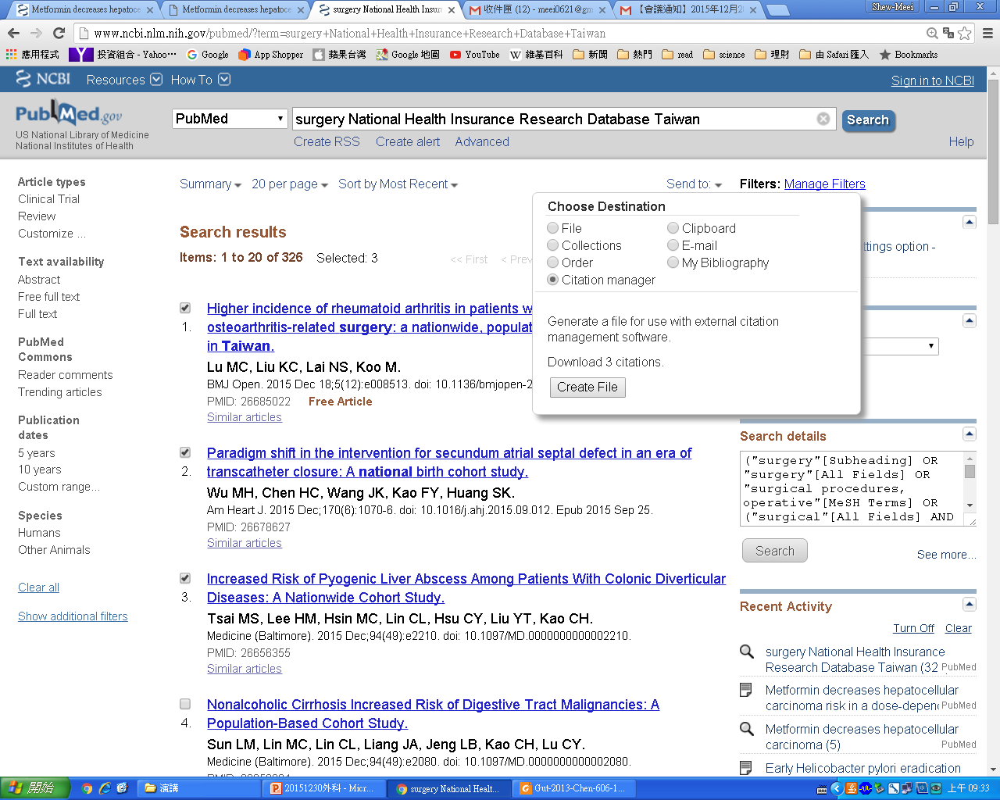 Metformin decreases hepatoce
Metformin decreases hepatoce
surgery National Health Insur
收件匣 (12) - meei0621@gm
【會議通知】2015年12月2
Shew-Meei
www.ncbi.nlm.nih.gov/pubmed/?term=surgery+National+Health+Insurance+Research+Database+Taiwan
應用程式
投資組合 - Yahoo…
Google
App Shopper
蘋果台灣
Google 地圖
YouTube
維基百科
新聞
熱門
read
science
理財
由 Safari 匯入
Bookmarks
NCBI Resources How To Sign in to NCBI
PubMed.gov
US National Library of Medicine
National Institutes of Health
PubMed
surgery National Health Insurance Research Database Taiwan
Search
Create RSS Create alert Advanced
Help
Article types
Clinical Trial
Review
Customize ...
Text availability
Abstract
Free full text
Full text
PubMed
Commons
Reader comments
Trending articles
Publication
dates
5 years
10 years
Custom range...
Species
Humans
Other Animals
Clear all
Show additional filters
Summary 20 per page Sort by Most Recent
Send to:
Filters: Manage Filters
Search results
Items: 1 to 20 of 326 Selected: 3
<< First < Prev
Choose Destination
File Clipboard
Collections E-mail
Order My Bibliography
Citation manager
Generate a file for use with external citation
management software.
Download 3 citations.
Create File
Higher incidence of rheumatoid arthritis in patients w
1. osteoarthritis-related surgery: a nationwide, populat
in Taiwan.
Lu MC, Liu KC, Lai NS, Koo M.
BMJ Open. 2015 Dec 18;5(12):e008513. doi: 10.1136/bmjopen-2
PMID: 26685022 Free Article
Similar articles
Paradigm shift in the intervention for secundum atrial septal defect in an era of
2. transcatheter closure: A national birth cohort study.
Wu MH, Chen HC, Wang JK, Kao FY, Huang SK.
Am Heart J. 2015 Dec;170(6):1070-6. doi: 10.1016/j.ahj.2015.09.012. Epub 2015 Sep 25.
PMID: 26678627
Similar articles
Increased Risk of Pyogenic Liver Abscess Among Patients With Colonic Diverticular
3. Diseases: A Nationwide Cohort Study.
Tsai MS, Lee HM, Hsin MC, Lin CL, Hsu CY, Liu YT, Kao CH.
Medicine (Baltimore). 2015 Dec;94(49):e2210. doi: 10.1097/MD.0000000000002210.
PMID: 26656355
Similar articles
Nonalcoholic Cirrhosis Increased Risk of Digestive Tract Malignancies: A
4. Population-Based Cohort Study.
Sun LM, Lin MC, Lin CL, Liang JA, Jeng LB, Kao CH, Lu CY.
Medicine (Baltimore). 2015 Dec;94(49):e2080. doi: 10.1097/MD.0000000000002080.
ttings option -
Search details
("surgery"[Subheading] OR
"surgery"[All Fields] OR
"surgical procedures,
operative"[MeSH Terms] OR
("surgical"[All Fields] AND
Search
See more...
Recent Activity
Turn Off Clear
surgery National Health Insurance
Research Database Taiwan (32 PubMed
Metformin decreases hepatocellular
carcinoma risk in a dose-depen PubMed
Metformin decreases hepatocellular
carcinoma (5) PubMed
Early Helicobacter pylori eradication
開始
演講
20151230外科 - Micr...
surgery National Healt...
Gut-2013-Chen-606-1...
上午 09:33